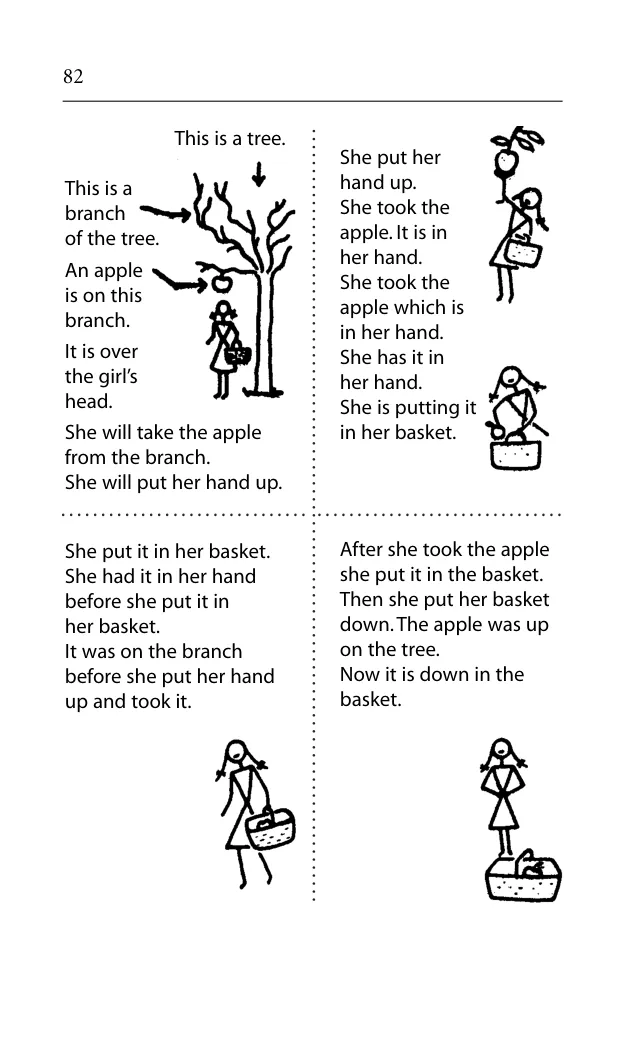 82
This is a tree.
This is a
branch
of the tree.
An apple
is on this
branch.
It is over
the girl’s
head.
She will take the apple
from the branch.
She will put her hand up.
She put her
hand up.
She took the
apple. It is in
her hand.
She took the
apple which is
in her hand.
She has it in
her hand.
She is putting it
in her basket.
She put it in her basket.
She had it in her hand
before she put it in
her basket.
It was on the branch
before she put her hand
up and took it.
After she took the apple
she put it in the basket.
Then she put her basket
down. The apple was up
on the tree.
Now it is down in the
basket.